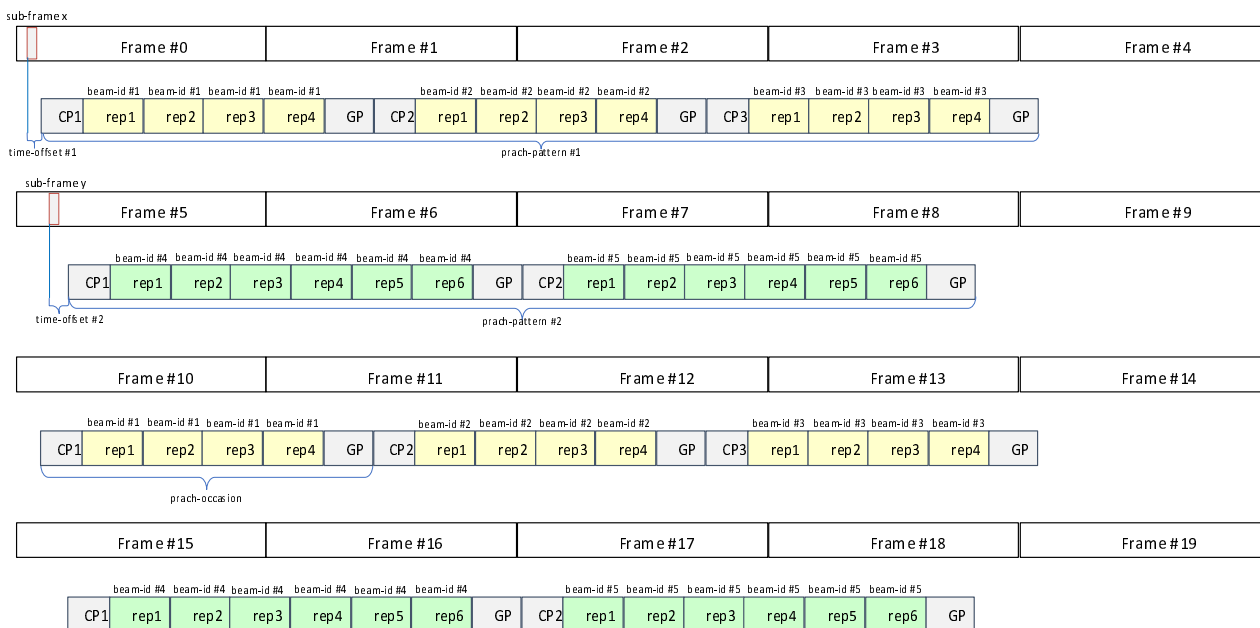 sub-frame x
Frame #0 Frame #1 Frame #2 Frame #3 Frame #4
beam-id #1 beam-id #1 beam-id #1 beam-id #1 beam-id #2 beam-id #2 beam-id #2 beam-id #2 beam-id #3 beam-id #3 beam-id #3 beam-id #3
CP1 rep1 rep2 rep3 rep4 GP CP2 rep1 rep2 rep3 rep4 GP CP3 rep1 rep2 rep3 rep4 GP
time-offset #1 prach-pattern #1
sub-frame y
Frame #5 Frame #6 Frame #7 Frame #8 Frame #9
beam-id #4 beam-id #4 beam-id #4 beam-id #4 beam-id #4 beam-id #4 beam-id #5 beam-id #5 beam-id #5 beam-id #5 beam-id #5 beam-id #5
CP1 rep1 rep2 rep3 rep4 rep5 rep6 GP CP2 rep1 rep2 rep3 rep4 rep5 rep6 GP
time-offset #2 prach-pattern #2
Frame #10 Frame #11 Frame #12 Frame #13 Frame #14
beam-id #1 beam-id #1 beam-id #1 beam-id #1 beam-id #2 beam-id #2 beam-id #2 beam-id #2 beam-id #3 beam-id #3 beam-id #3 beam-id #3
CP1 rep1 rep2 rep3 rep4 GP CP2 rep1 rep2 rep3 rep4 GP CP3 rep1 rep2 rep3 rep4 GP
prach-occasion
Frame #15 Frame #16 Frame #17 Frame #18 Frame #19
beam-id #4 beam-id #4 beam-id #4 beam-id #4 beam-id #4 beam-id #4 beam-id #5 beam-id #5 beam-id #5 beam-id #5 beam-id #5 beam-id #5
CP1 rep1 rep2 rep3 rep4 rep5 rep6 GP CP2 rep1 rep2 rep3 rep4 rep5 rep6 GP